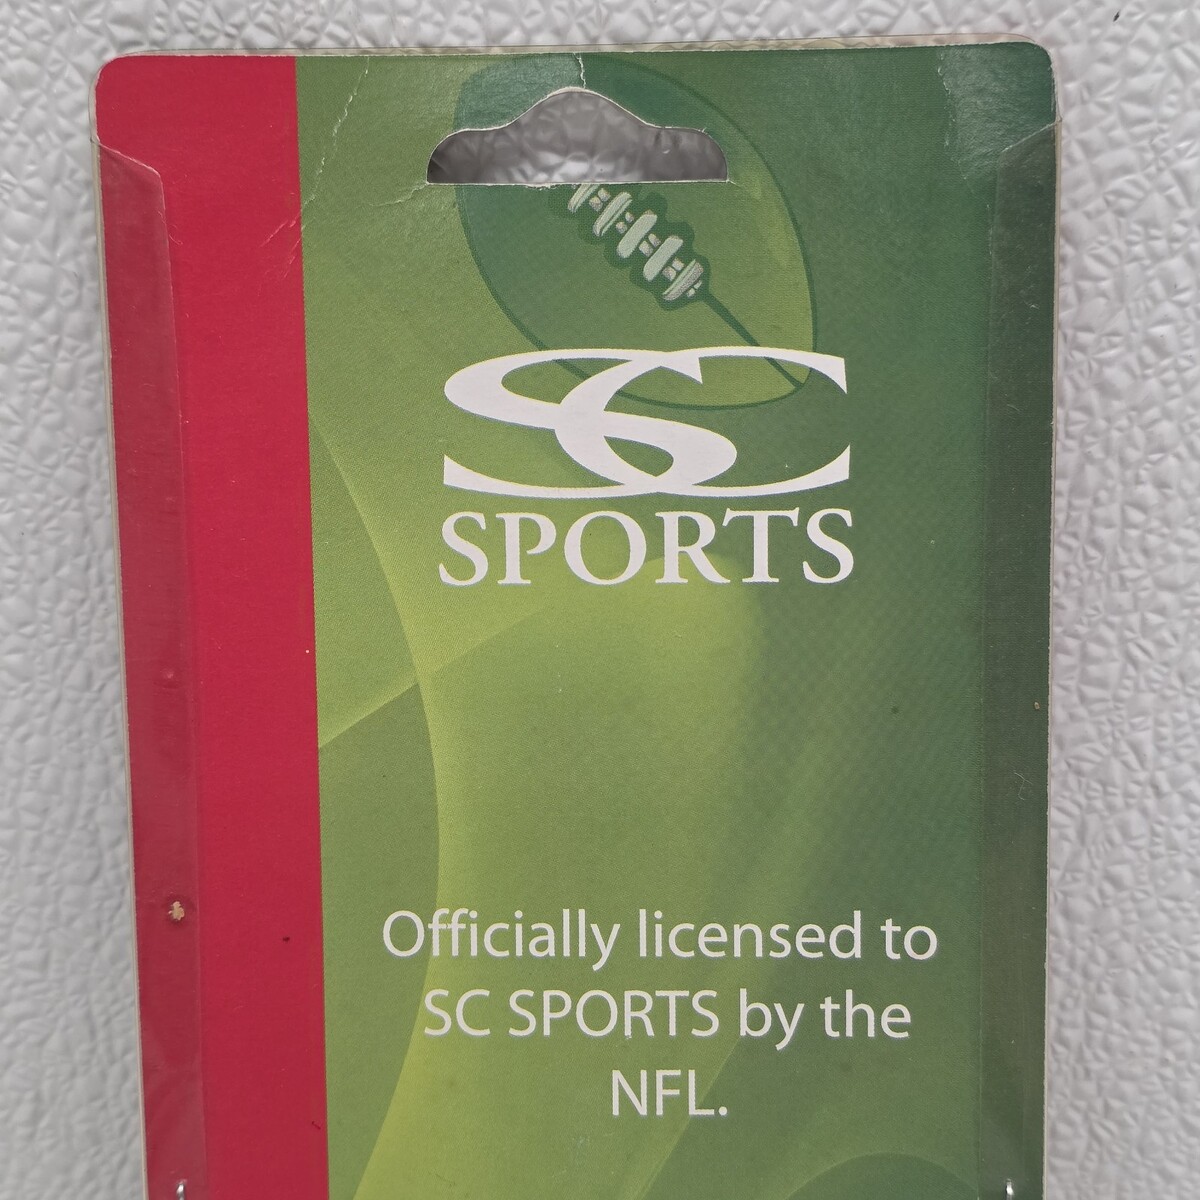 SC
SPORTS
Officially licensed to
SC SPORTS by the
NFL.